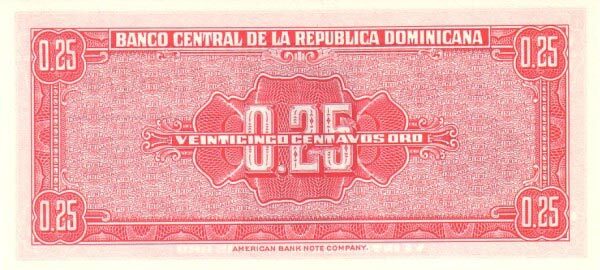 0.25 BANCO CENTRAL DE LA REPUBLICA DOMINICANA 0.25
0.25
VEINTICINCO CENTAVOS ORO
0.25 0.25
AMERICAN BANK NOTE COMPANY.